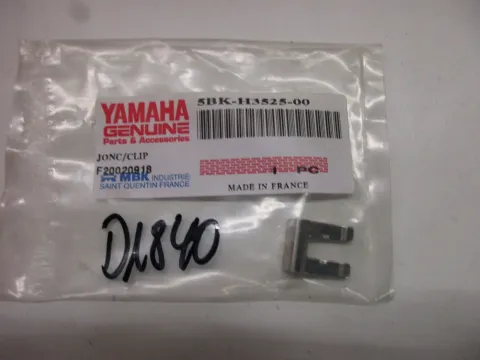 YAMAHA
GENUINE
Parts & Accessories
5BK-H3525-00
JONC/CLIP
F20020918
MBK INDUSTRIE
SAINT QUENTIN FRANCE
1 PC
MADE IN FRANCE